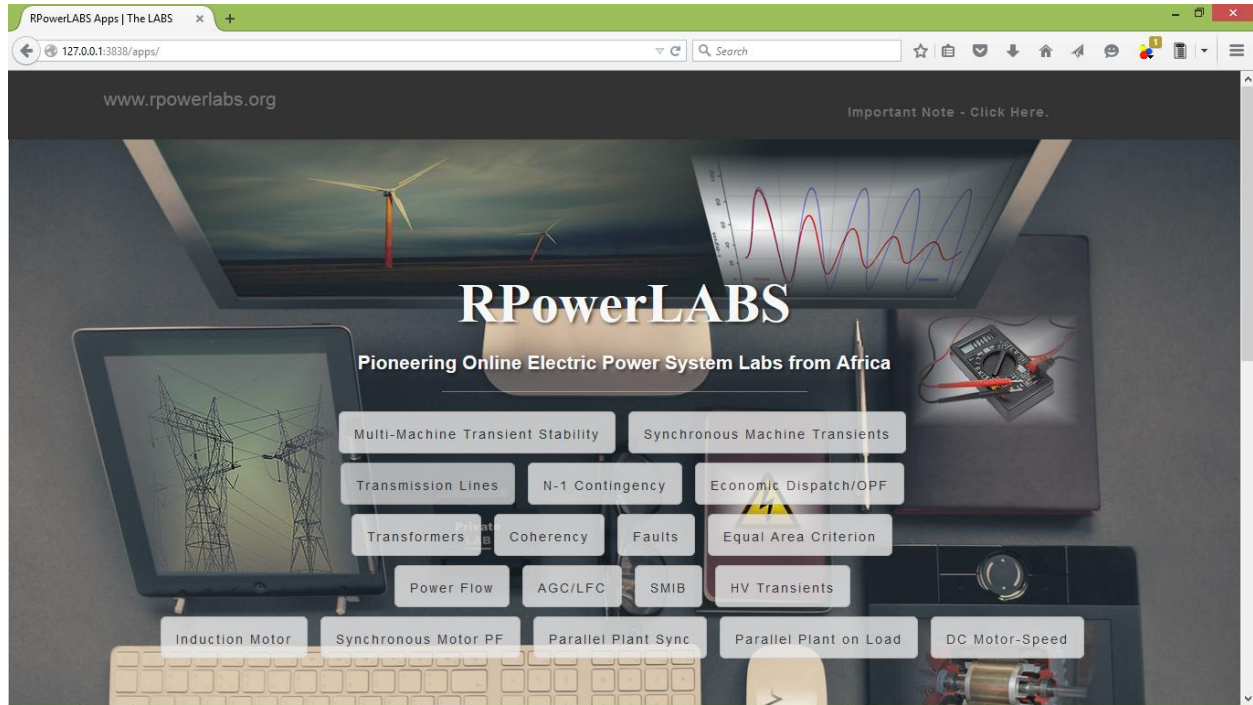 RPowerLABS Apps | The LABS × +
127.0.0.1:3838/apps/ Search 1
www.rpowerlabs.org
Important Note - Click Here.
RPowerLABS
Pioneering Online Electric Power System Labs from Africa
Multi-Machine Transient Stability Synchronous Machine Transients
Transmission Lines N-1 Contingency Economic Dispatch/OPF
Transformers Coherency Faults Equal Area Criterion
Private
LAB
Power Flow AGC/LFC SMIB HV Transients
Induction Motor Synchronous Motor PF Parallel Plant Sync Parallel Plant on Load DC Motor-Speed